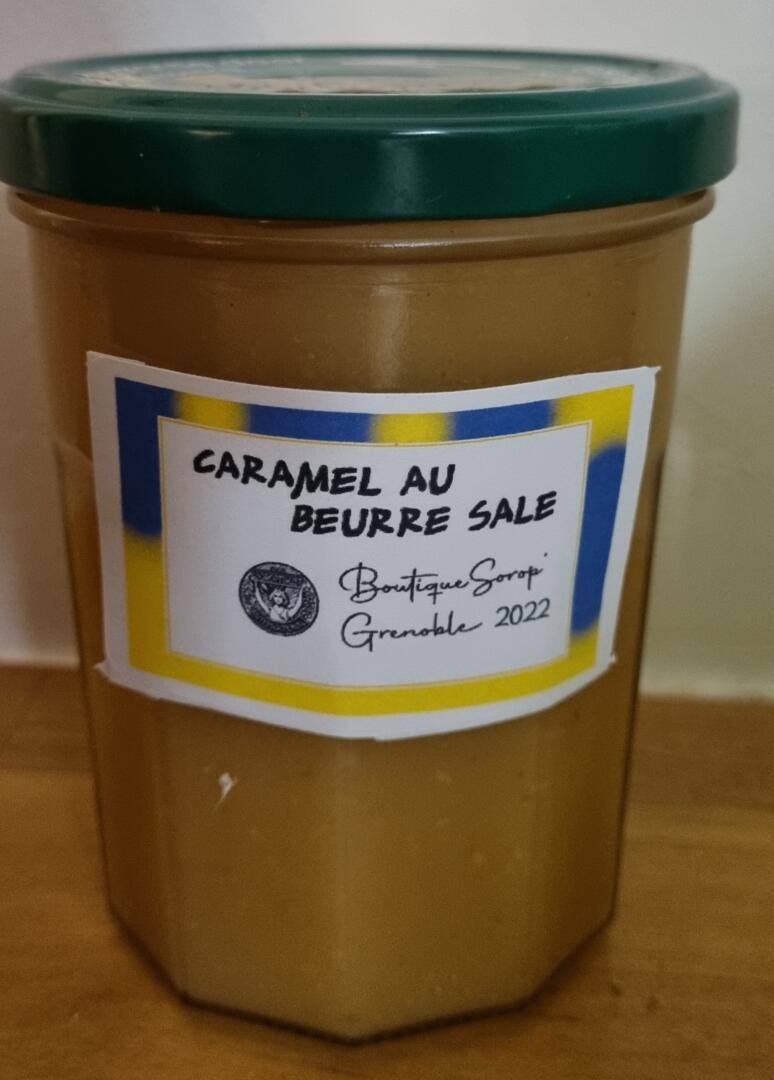 CARAMEL AU
BEURRE SALE
Boutique Sorop'
Grenoble 2022